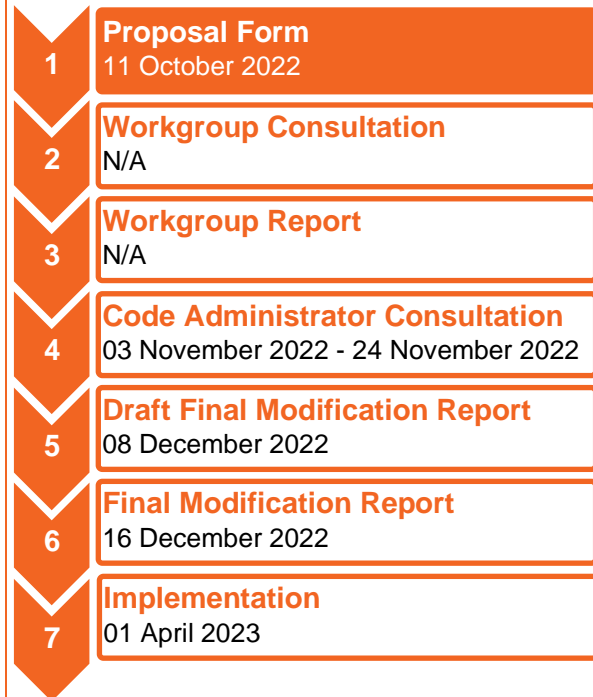 1
Proposal Form
11 October 2022
2
Workgroup Consultation
N/A
3
Workgroup Report
N/A
4
Code Administrator Consultation
03 November 2022 - 24 November 2022
5
Draft Final Modification Report
08 December 2022
6
Final Modification Report
16 December 2022
7
Implementation
01 April 2023